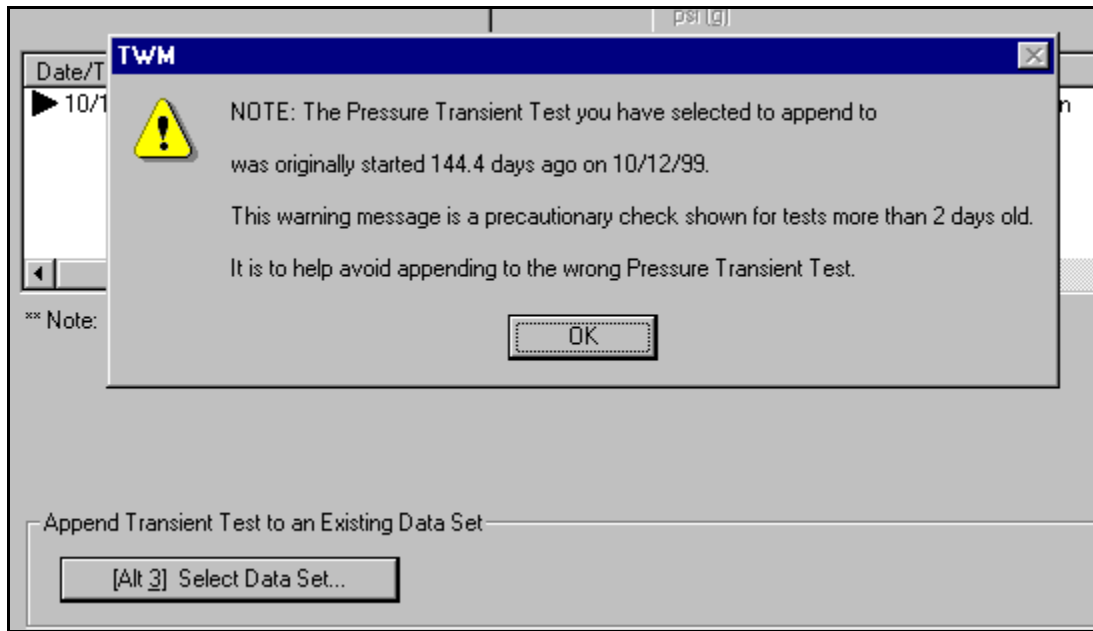 psi (g)
TWM
Date/T
10/1
n
NOTE: The Pressure Transient Test you have selected to append to
was originally started 144.4 days ago on 10/12/99.
This warning message is a precautionary check shown for tests more than 2 days old.
It is to help avoid appending to the wrong Pressure Transient Test.
OK
** Note:
Append Transient Test to an Existing Data Set
[Alt 3] Select Data Set...